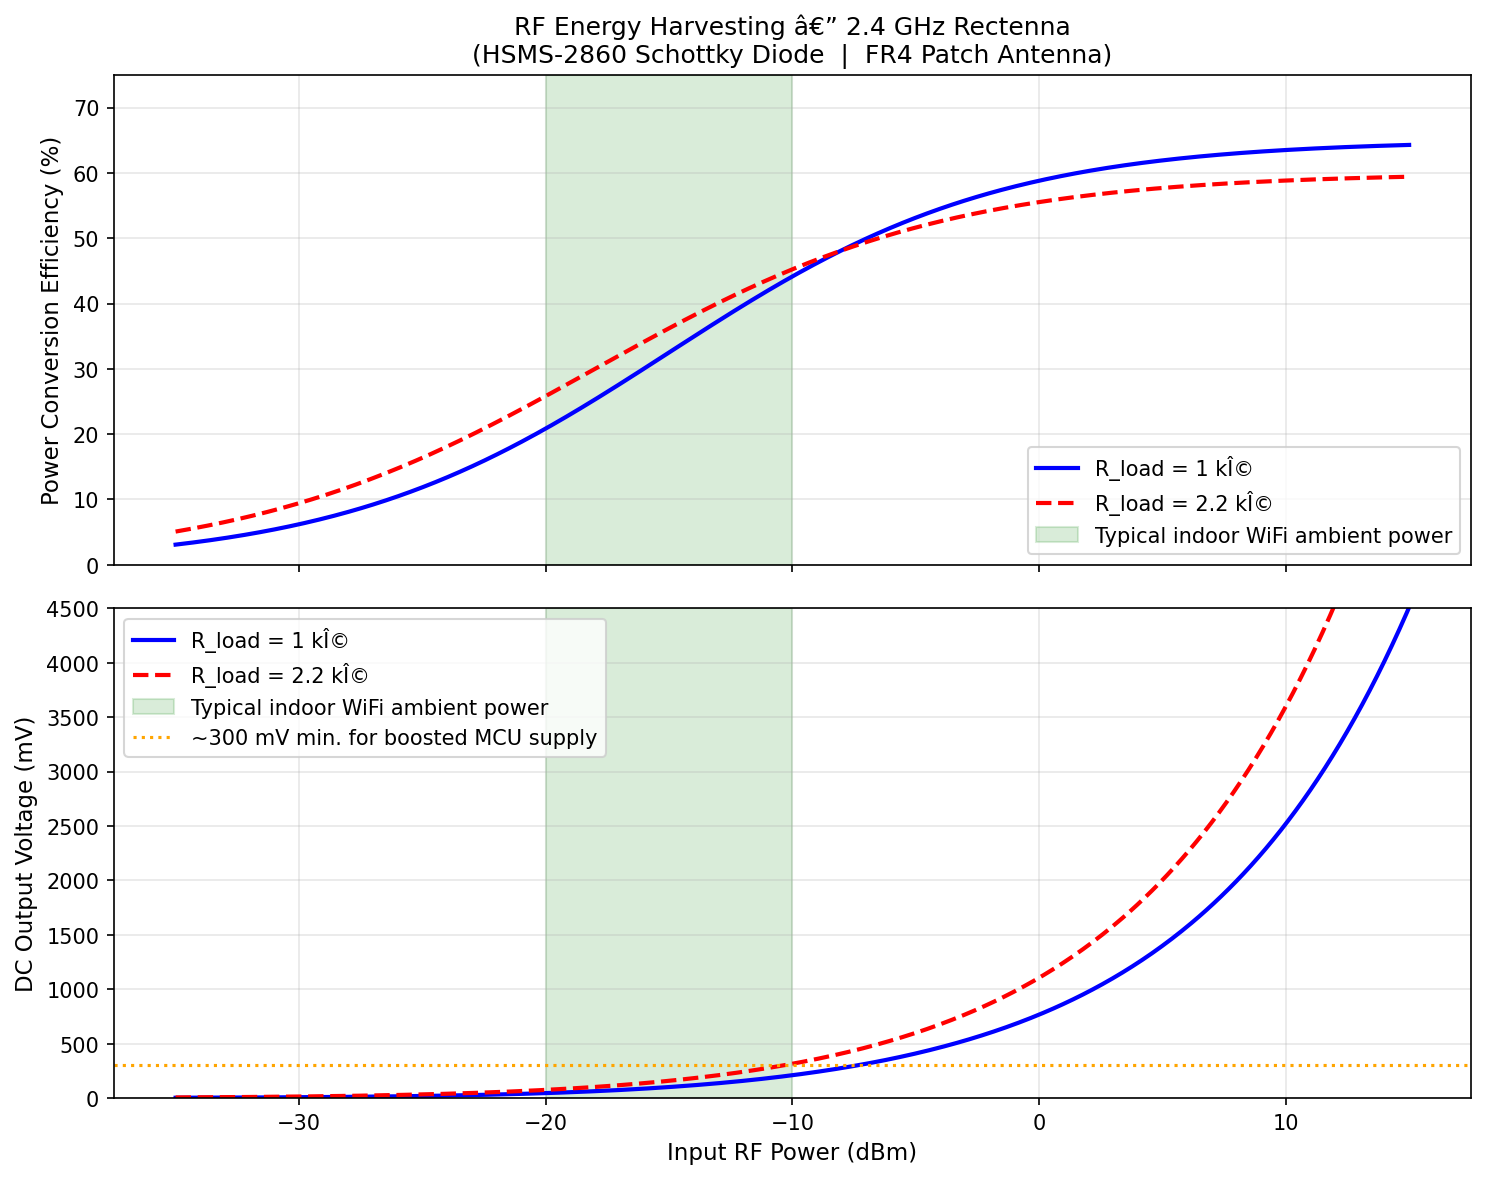 RF Energy Harvesting â€” 2.4 GHz Rectenna
(HSMS-2860 Schottky Diode  |  FR4 Patch Antenna)
Power Conversion Efficiency (%)
70
60
50
40
30
20
10
0
R_load = 1 kÎ©
R_load = 2.2 kÎ©
Typical indoor WiFi ambient power
DC Output Voltage (mV)
4500
4000
3500
3000
2500
2000
1500
1000
500
0
R_load = 1 kÎ©
R_load = 2.2 kÎ©
Typical indoor WiFi ambient power
~300 mV min. for boosted MCU supply
−30
−20
−10
0
10
Input RF Power (dBm)